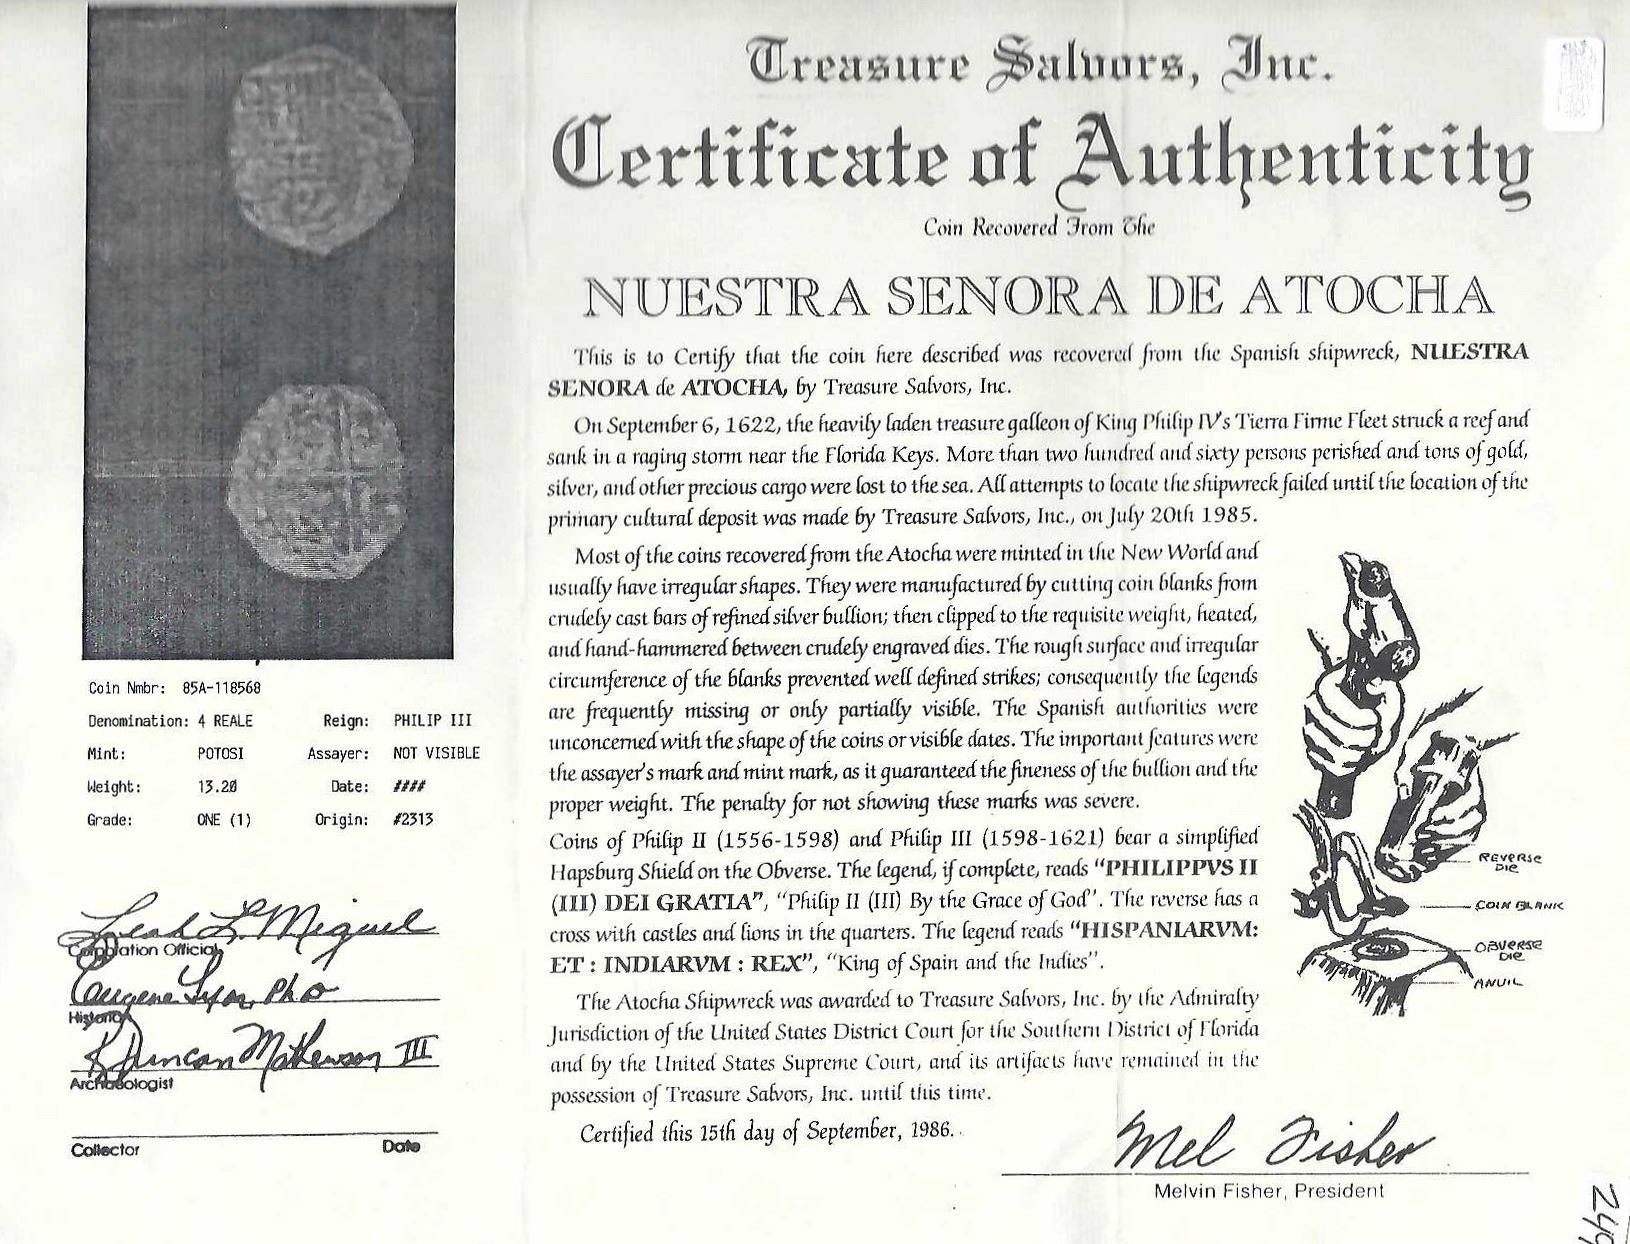 Treasure Salvors, Inc.
Certificate of Authenticity
Coin Recovered From The
NUESTRA SENORA DE ATOCHA
This is to Certify that the coin here described was recovered from the Spanish shipwreck, NUESTRA
SENORA de ATOCHA, by Treasure Salvors, Inc.
On September 6, 1622, the heavily laden treasure galleon of King Philip IV's Tierra Firme Fleet struck a reef and
sank in a raging storm near the Florida Keys. More than two hundred and sixty persons perished and tons of gold,
silver, and other precious cargo were lost to the sea. All attempts to locate the shipwreck failed until the location of the
primary cultural deposit was made by Treasure Salvors, Inc., on July 20th 1985.
Most of the coins recovered from the Atocha were minted in the New World and
usually have irregular shapes. They were manufactured by cutting coin blanks from
crudely cast bars of refined silver bullion; then clipped to the requisite weight, heated,
and hand-hammered between crudely engraved dies. The rough surface and irregular
circumference of the blanks prevented well defined strikes; consequently the legends
are frequently missing or only partially visible. The Spanish authorities were
unconcerned with the shape of the coins or visible dates. The important features were
the assayer's mark and mint mark, as it guaranteed the fineness of the bullion and the
proper weight. The penalty for not showing these marks was severe.
Coins of Philip II (1556-1598) and Philip III (1598-1621) bear a simplified
Hapsburg Shield on the Obverse. The legend, if complete, reads "PHILIPPVS II
(III) DEI GRATIA", "Philip II (III) By the Grace of God". The reverse has a
cross with castles and lions in the quarters. The legend reads "HISPANIARVM:
ET : INDIARVM : REX", "King of Spain and the Indies".
The Atocha Shipwreck was awarded to Treasure Salvors, Inc. by the Admiralty
Jurisdiction of the United States District Court for the Southern District of Florida
and by the United States Supreme Court, and its artifacts have remained in the
possession of Treasure Salvors, Inc. until this time.
Certified this 15th day of September, 1986.
Mel Fisher
Melvin Fisher, President
REVERSE
DIE
COIN BLANK
OBVERSE
DIE
ANVIL
Coin Nmbr: 85A-118568
Denomination: 4 REALE Reign: PHILIP III
Mint: POTOSI Assayer: NOT VISIBLE
Weight: 13.20 Date: ####
Grade: ONE (1) Origin: #2313
Leah L. Miguel
Corporation Official
Eugene Lyon, Ph D
Historian
R Duncan Mathewson III
Archaeologist
Collector Date